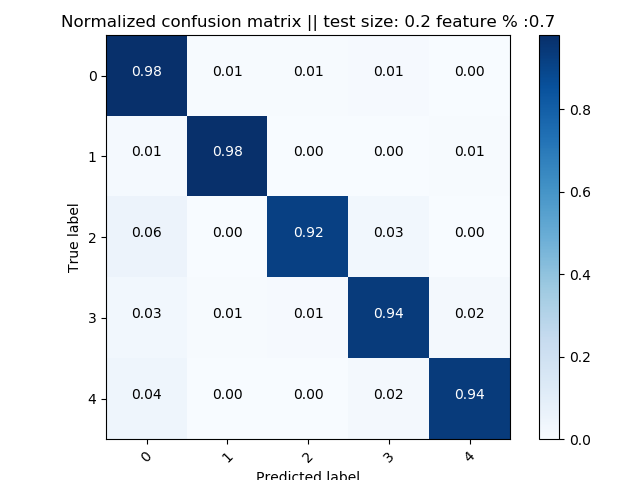 Normalized confusion matrix || test size: 0.2 feature % :0.7
0 0.98 0.01 0.01 0.01 0.00
0.8
1 0.01 0.98 0.00 0.00 0.01
0.6
True label
2 0.06 0.00 0.92 0.03 0.00
0.4
3 0.03 0.01 0.01 0.94 0.02
0.2
4 0.04 0.00 0.00 0.02 0.94
0.0
0 1 2 3 4
Predicted label